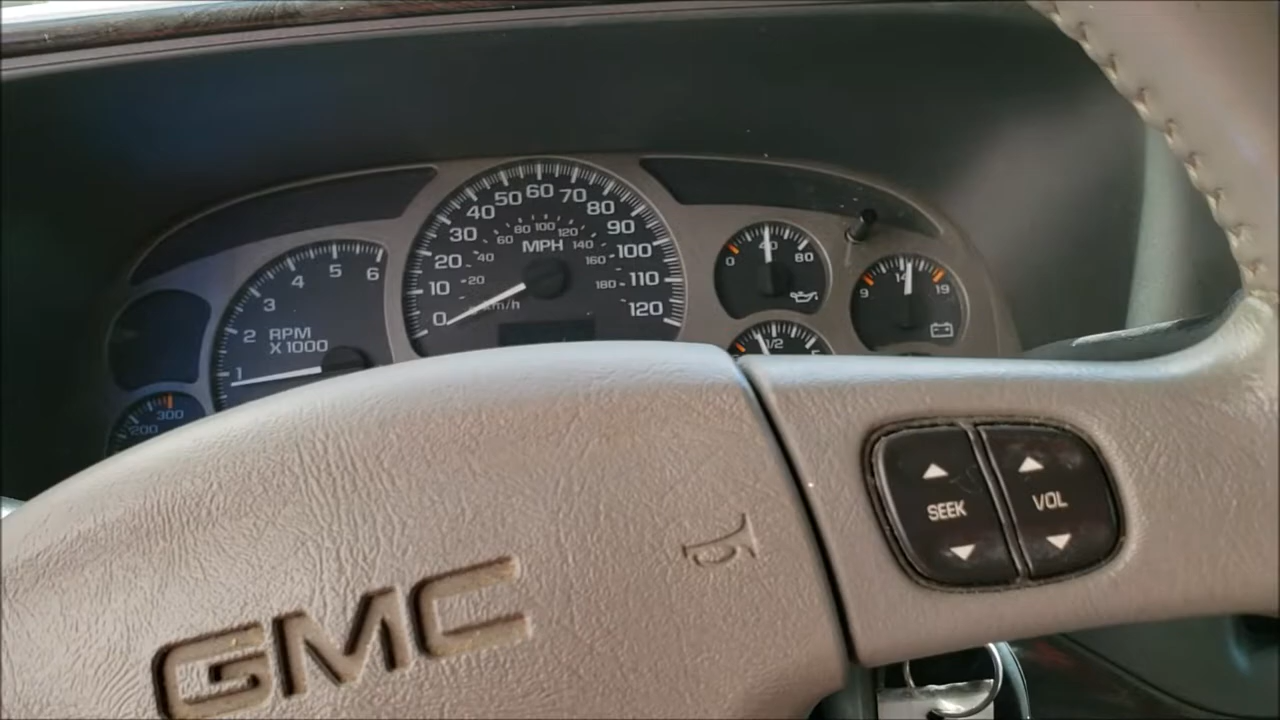 1 2 3 4 5 6
RPM
X 1000
200 300
0 10 20 30 40 50 60 70 80 90 100 110 120
MPH
20 40 60 80 100 120 140 160 180
km/h
0 40 80
9 14 19
1/2
SEEK
VOL
GMC